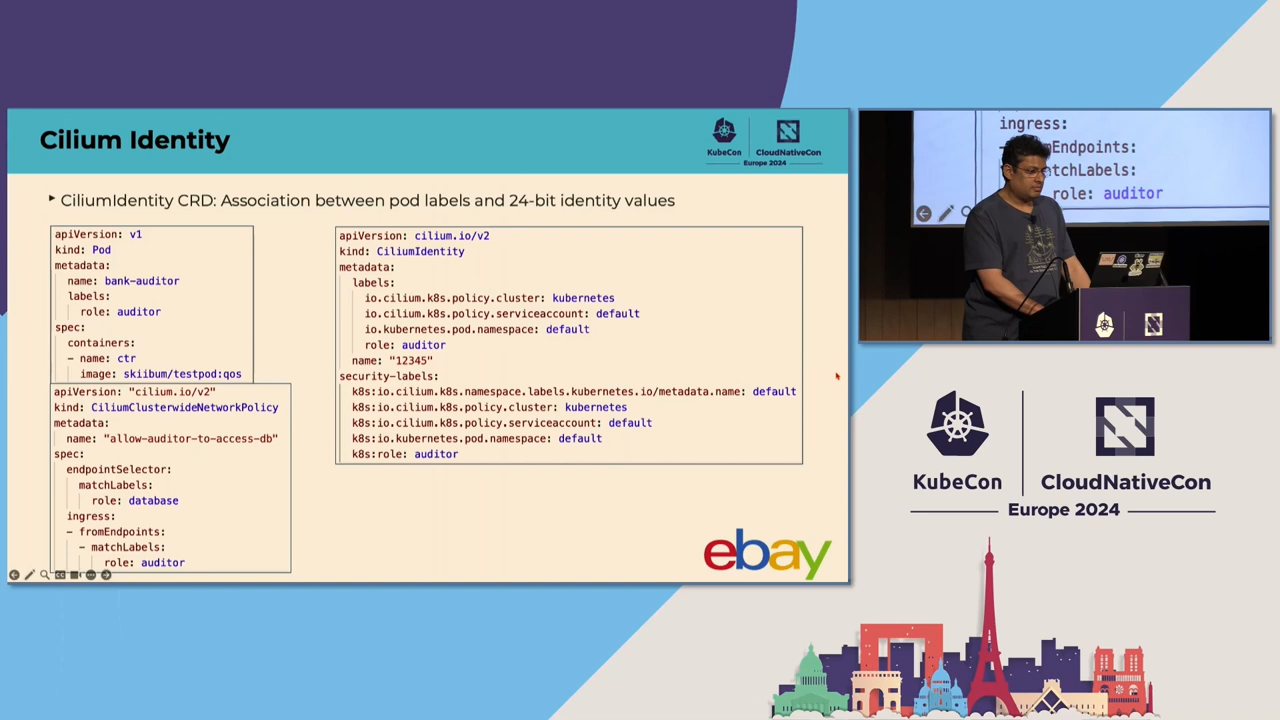 Cilium Identity
KubeCon
CloudNativeCon
Europe 2024
CiliumIdentity CRD: Association between pod labels and 24-bit identity values
apiVersion: v1
kind: Pod
metadata:
name: bank-auditor
labels:
role: auditor
spec:
containers:
- name: ctr
image: skiibum/testpod:qos
apiVersion: "cilium.io/v2"
kind: CiliumClusterwideNetworkPolicy
metadata:
name: "allow-auditor-to-access-db"
spec:
endpointSelector:
matchLabels:
role: database
ingress:
- fromEndpoints:
- matchLabels:
role: auditor
apiVersion: cilium.io/v2
kind: CiliumIdentity
metadata:
labels:
io.cilium.k8s.policy.cluster: kubernetes
io.cilium.k8s.policy.serviceaccount: default
io.kubernetes.pod.namespace: default
role: auditor
name: "12345"
security-labels:
k8s:io.cilium.k8s.namespace.labels.kubernetes.io/metadata.name: default
k8s:io.cilium.k8s.policy.cluster: kubernetes
k8s:io.cilium.k8s.policy.serviceaccount: default
k8s:io.kubernetes.pod.namespace: default
k8s:role: auditor
ebay
ingress:
mEndpoints:
tchLabels:
role: auditor
KubeCon
CloudNativeCon
Europe 2024